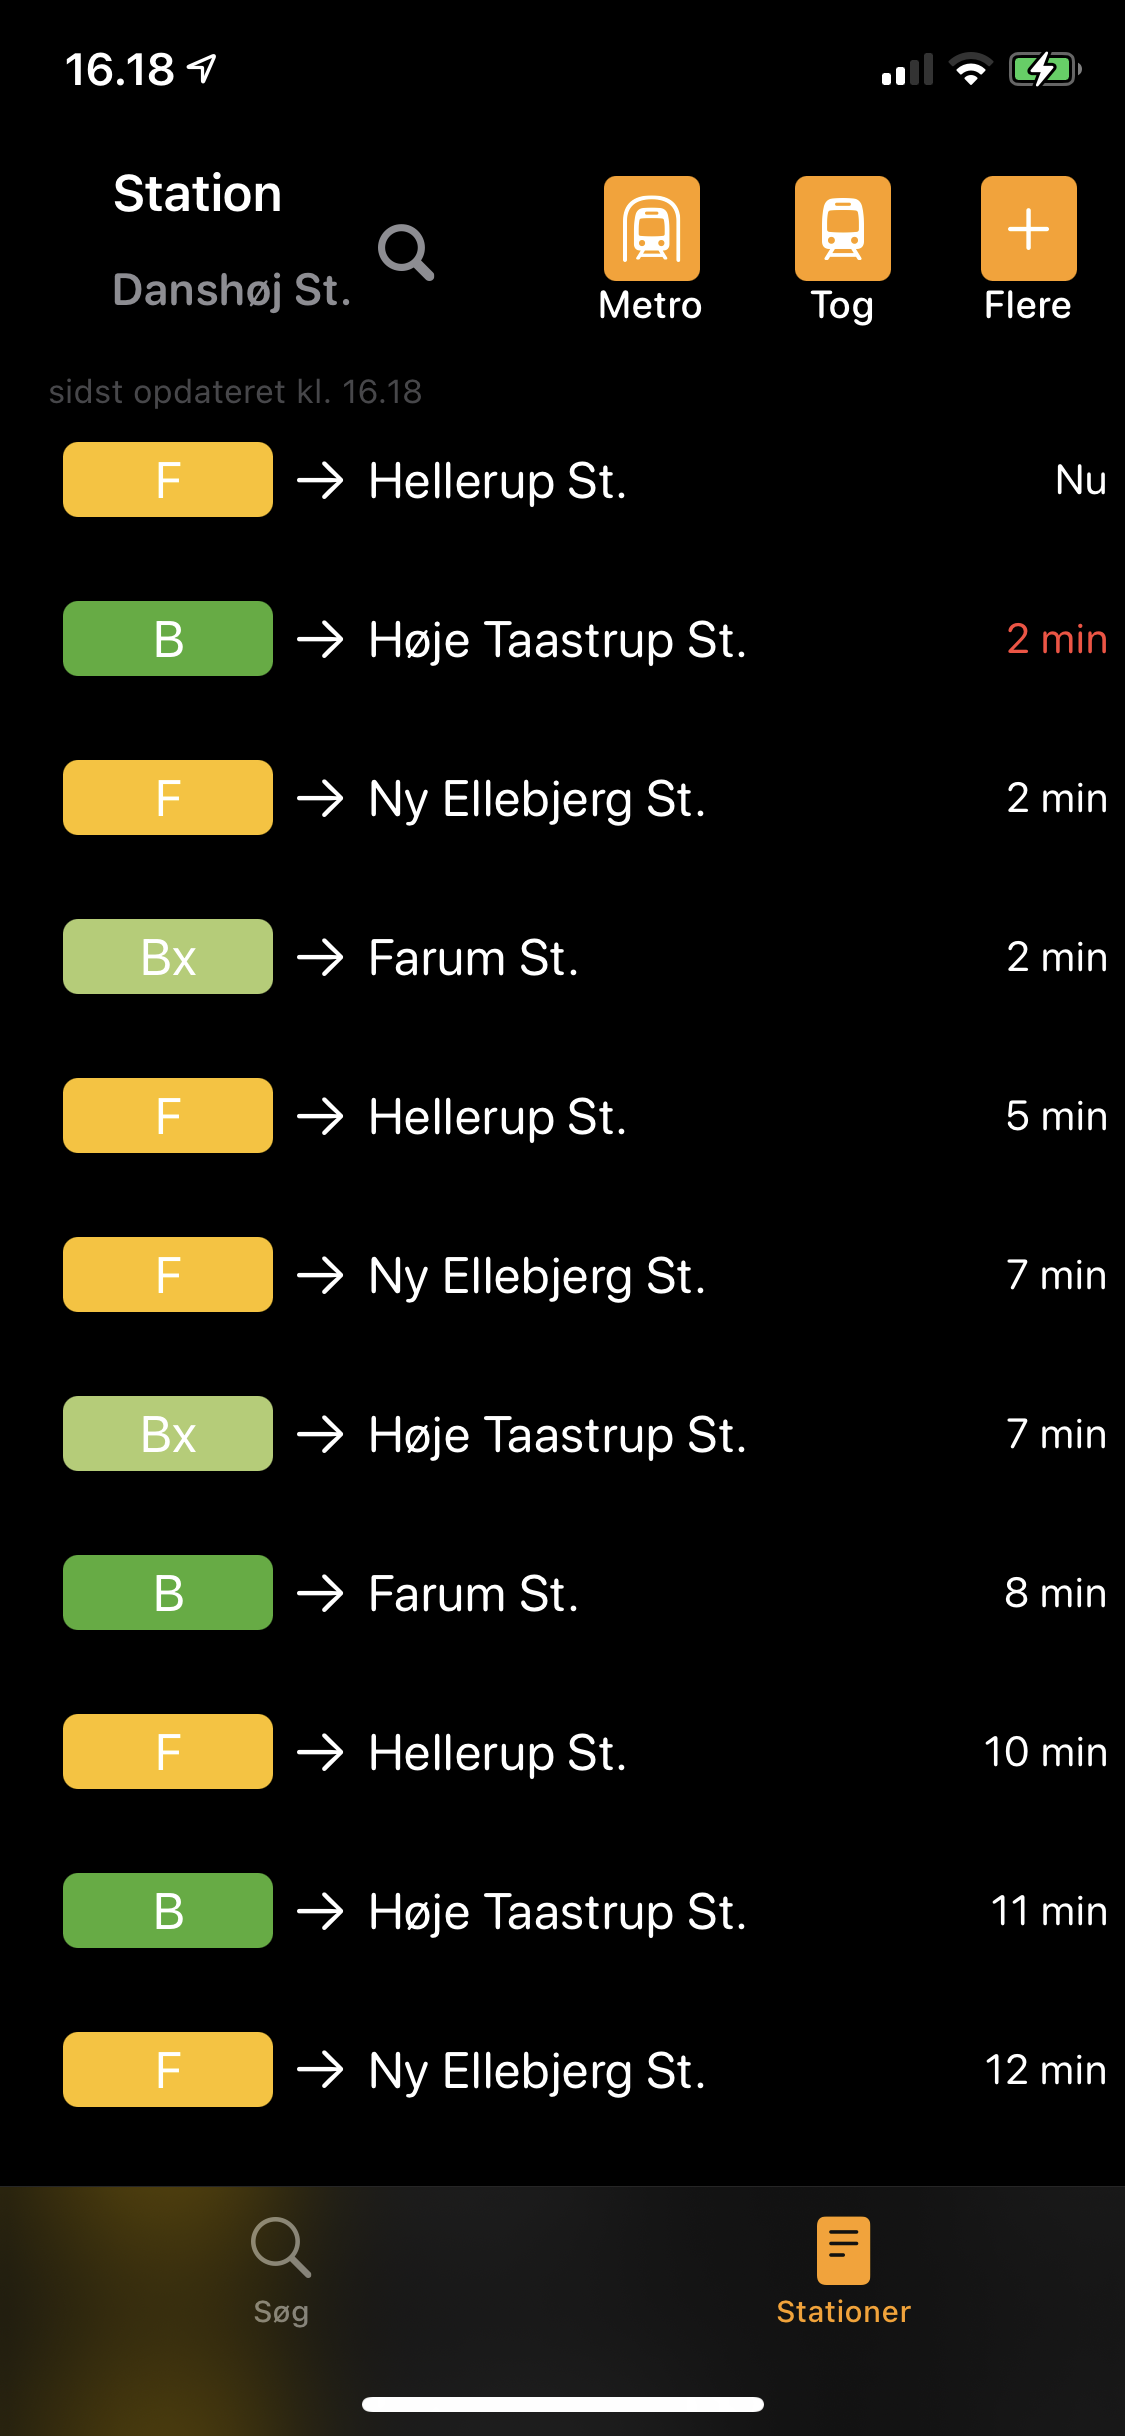 16.18
Station
Danshøj St.
Metro
Tog
Flere
sidst opdateret kl. 16.18
F → Hellerup St. Nu
B → Høje Taastrup St. 2 min
F → Ny Ellebjerg St. 2 min
Bx → Farum St. 2 min
F → Hellerup St. 5 min
F → Ny Ellebjerg St. 7 min
Bx → Høje Taastrup St. 7 min
B → Farum St. 8 min
F → Hellerup St. 10 min
B → Høje Taastrup St. 11 min
F → Ny Ellebjerg St. 12 min
Søg
Stationer